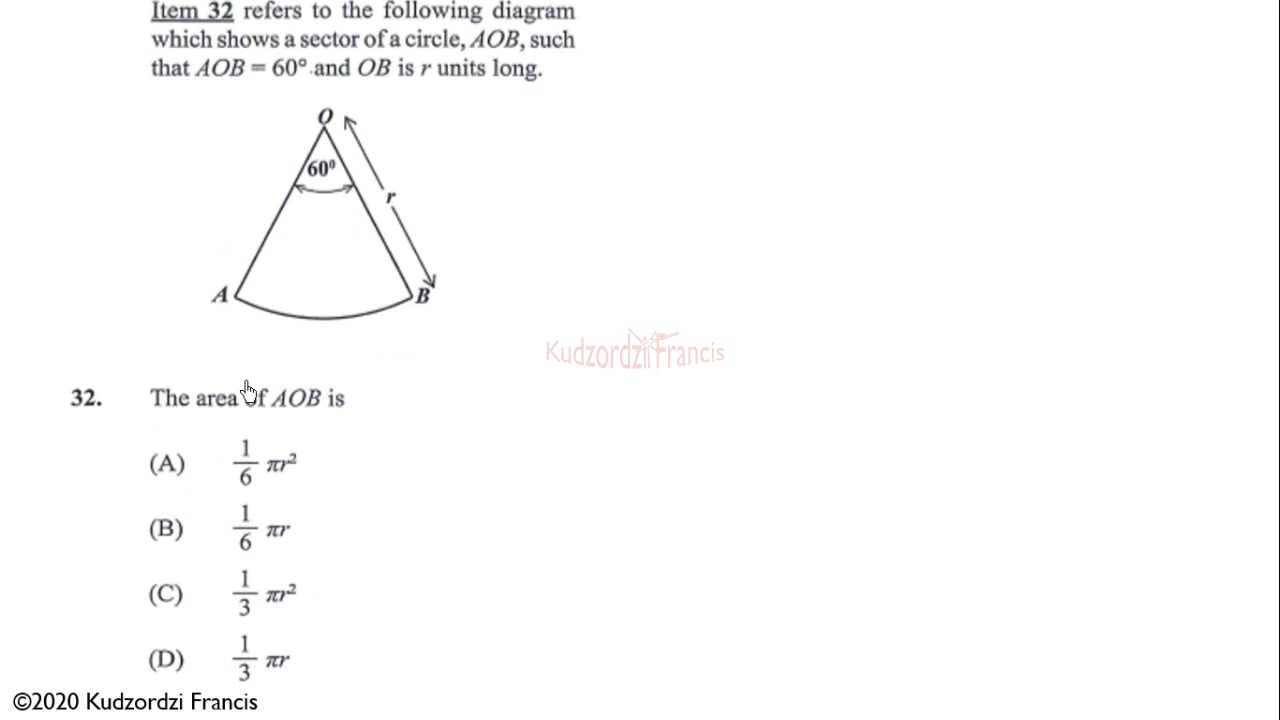 Item 32 refers to the following diagram
which shows a sector of a circle, AOB, such
that AOB = 60° and OB is r units long.
O
60⁰
r
A
B
Kudzordzi Francis
32. The area of AOB is
(A) 1/6 πr²
(B) 1/6 πr
(C) 1/3 πr²
(D) 1/3 πr
©2020 Kudzordzi Francis